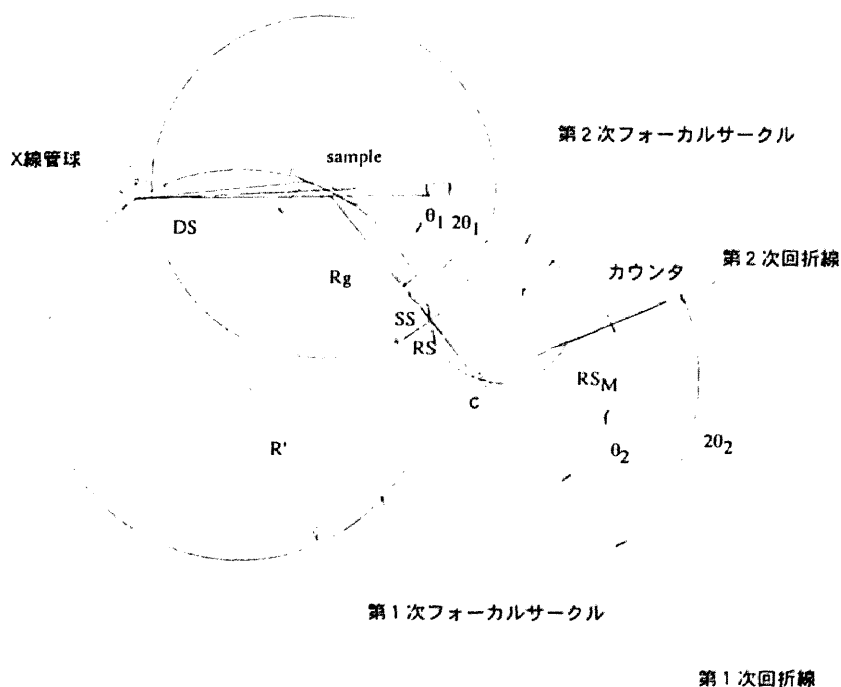 第２次フォーカルサークル
X線管球
sample
DS
θ1 2θ1
カウンタ
第２次回折線
Rg
SS
RS
C
RSM
R'
θ2
2θ2
第１次フォーカルサークル
第１次回折線